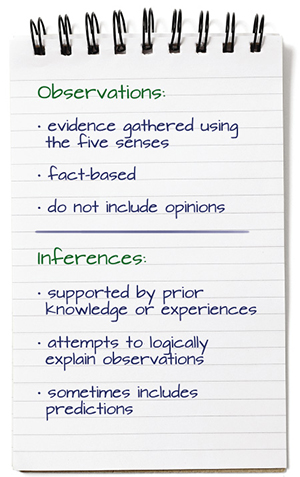 Observations:
· evidence gathered using
the five senses
· fact-based
· do not include opinions
Inferences:
· supported by prior
knowledge or experiences
· attempts to logically
explain observations
· sometimes includes
predictions